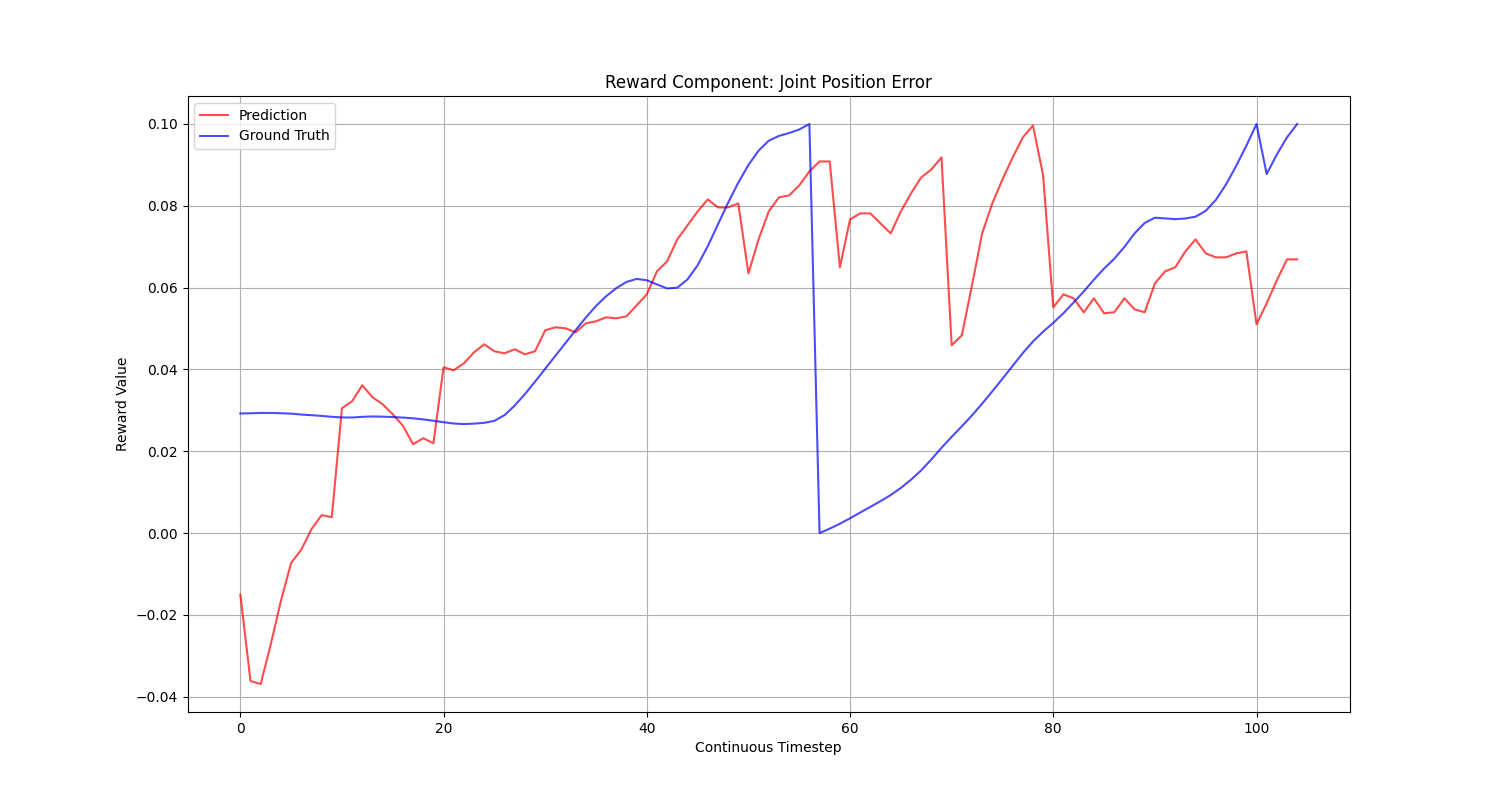 Reward Component: Joint Position Error
Prediction
Ground Truth
0.10
0.08
0.06
0.04
0.02
0.00
−0.02
−0.04
Reward Value
0 20 40 60 80 100
Continuous Timestep